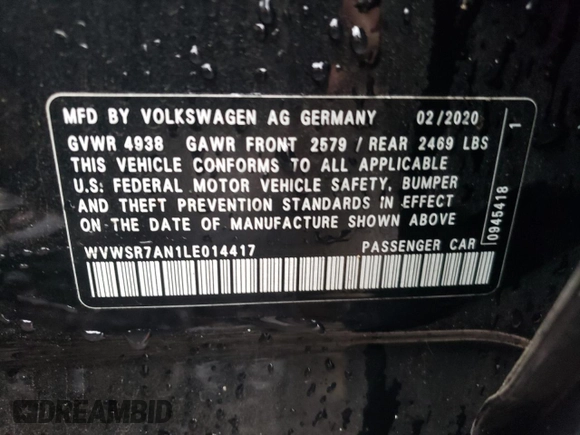 MFD BY VOLKSWAGEN AG GERMANY 02/2020
GVWR 4938 GAWR FRONT 2579 / REAR 2469 LBS
THIS VEHICLE CONFORMS TO ALL APPLICABLE
U.S: FEDERAL MOTOR VEHICLE SAFETY, BUMPER
AND THEFT PREVENTION STANDARDS IN EFFECT
ON THE DATE OF MANUFACTURE SHOWN ABOVE
WVWSR7AN1LE014417 PASSENGER CAR
0945418 1
DREAMBID